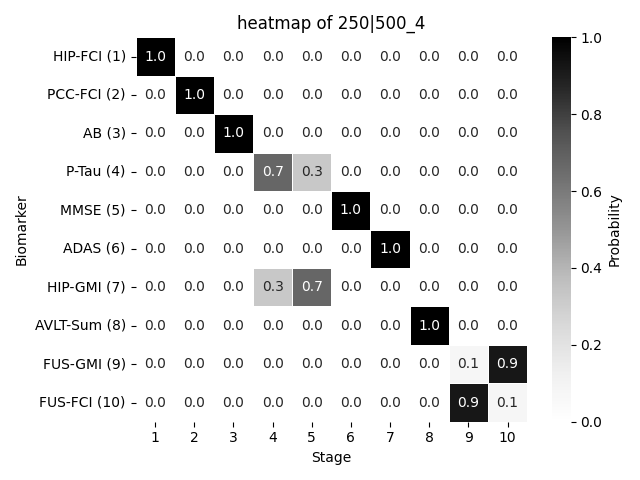 heatmap of 250|500_4
HIP-FCI (1) 1.0 0.0 0.0 0.0 0.0 0.0 0.0 0.0 0.0 0.0
PCC-FCI (2) 0.0 1.0 0.0 0.0 0.0 0.0 0.0 0.0 0.0 0.0
AB (3) 0.0 0.0 1.0 0.0 0.0 0.0 0.0 0.0 0.0 0.0
P-Tau (4) 0.0 0.0 0.0 0.7 0.3 0.0 0.0 0.0 0.0 0.0
MMSE (5) 0.0 0.0 0.0 0.0 0.0 1.0 0.0 0.0 0.0 0.0
ADAS (6) 0.0 0.0 0.0 0.0 0.0 0.0 1.0 0.0 0.0 0.0
HIP-GMI (7) 0.0 0.0 0.0 0.3 0.7 0.0 0.0 0.0 0.0 0.0
AVLT-Sum (8) 0.0 0.0 0.0 0.0 0.0 0.0 0.0 1.0 0.0 0.0
FUS-GMI (9) 0.0 0.0 0.0 0.0 0.0 0.0 0.0 0.0 0.1 0.9
FUS-FCI (10) 0.0 0.0 0.0 0.0 0.0 0.0 0.0 0.0 0.9 0.1
1 2 3 4 5 6 7 8 9 10
Stage
Biomarker
1.0
0.8
0.6
0.4
0.2
0.0
Probability